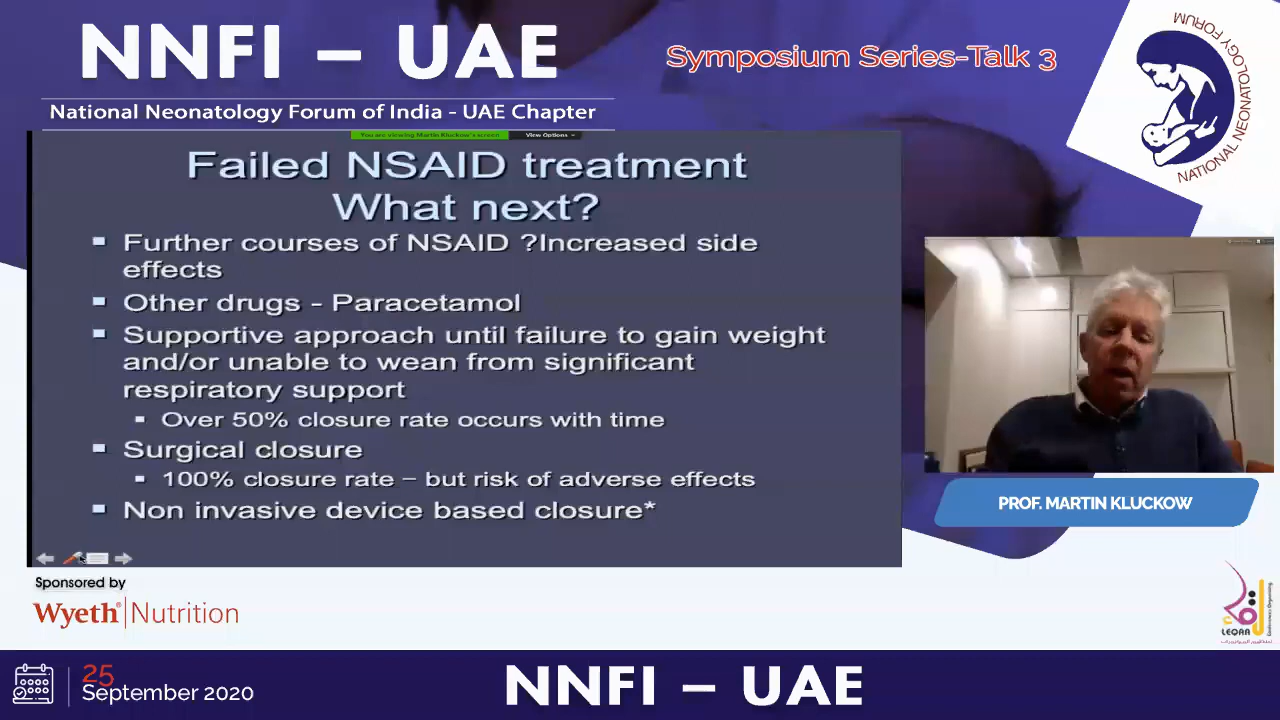 NNFI – UAE
National Neonatology Forum of India - UAE Chapter
Symposium Series-Talk 3
NATIONAL NEONATOLOGY FORUM
You are viewing Martin Kluckow's screen
View Options
Failed NSAID treatment
What next?
Further courses of NSAID ?Increased side
effects
Other drugs - Paracetamol
Supportive approach until failure to gain weight
and/or unable to wean from significant
respiratory support
Over 50% closure rate occurs with time
Surgical closure
100% closure rate – but risk of adverse effects
Non invasive device based closure*
PROF. MARTIN KLUCKOW
Sponsored by
Wyeth® Nutrition
LEQAA
25
September 2020
NNFI – UAE